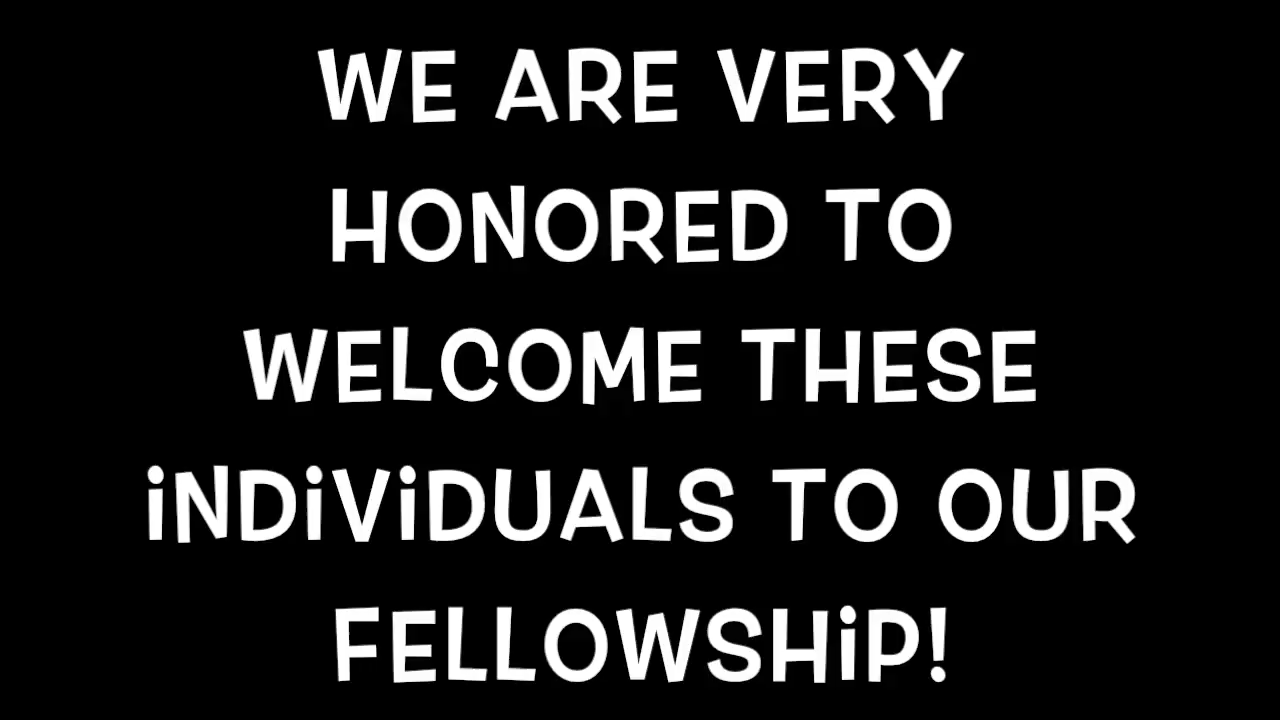 WE ARE VERY
HONORED TO
WELCOME THESE
iNDiViDUALS TO OUR
FELLOWSHiP!